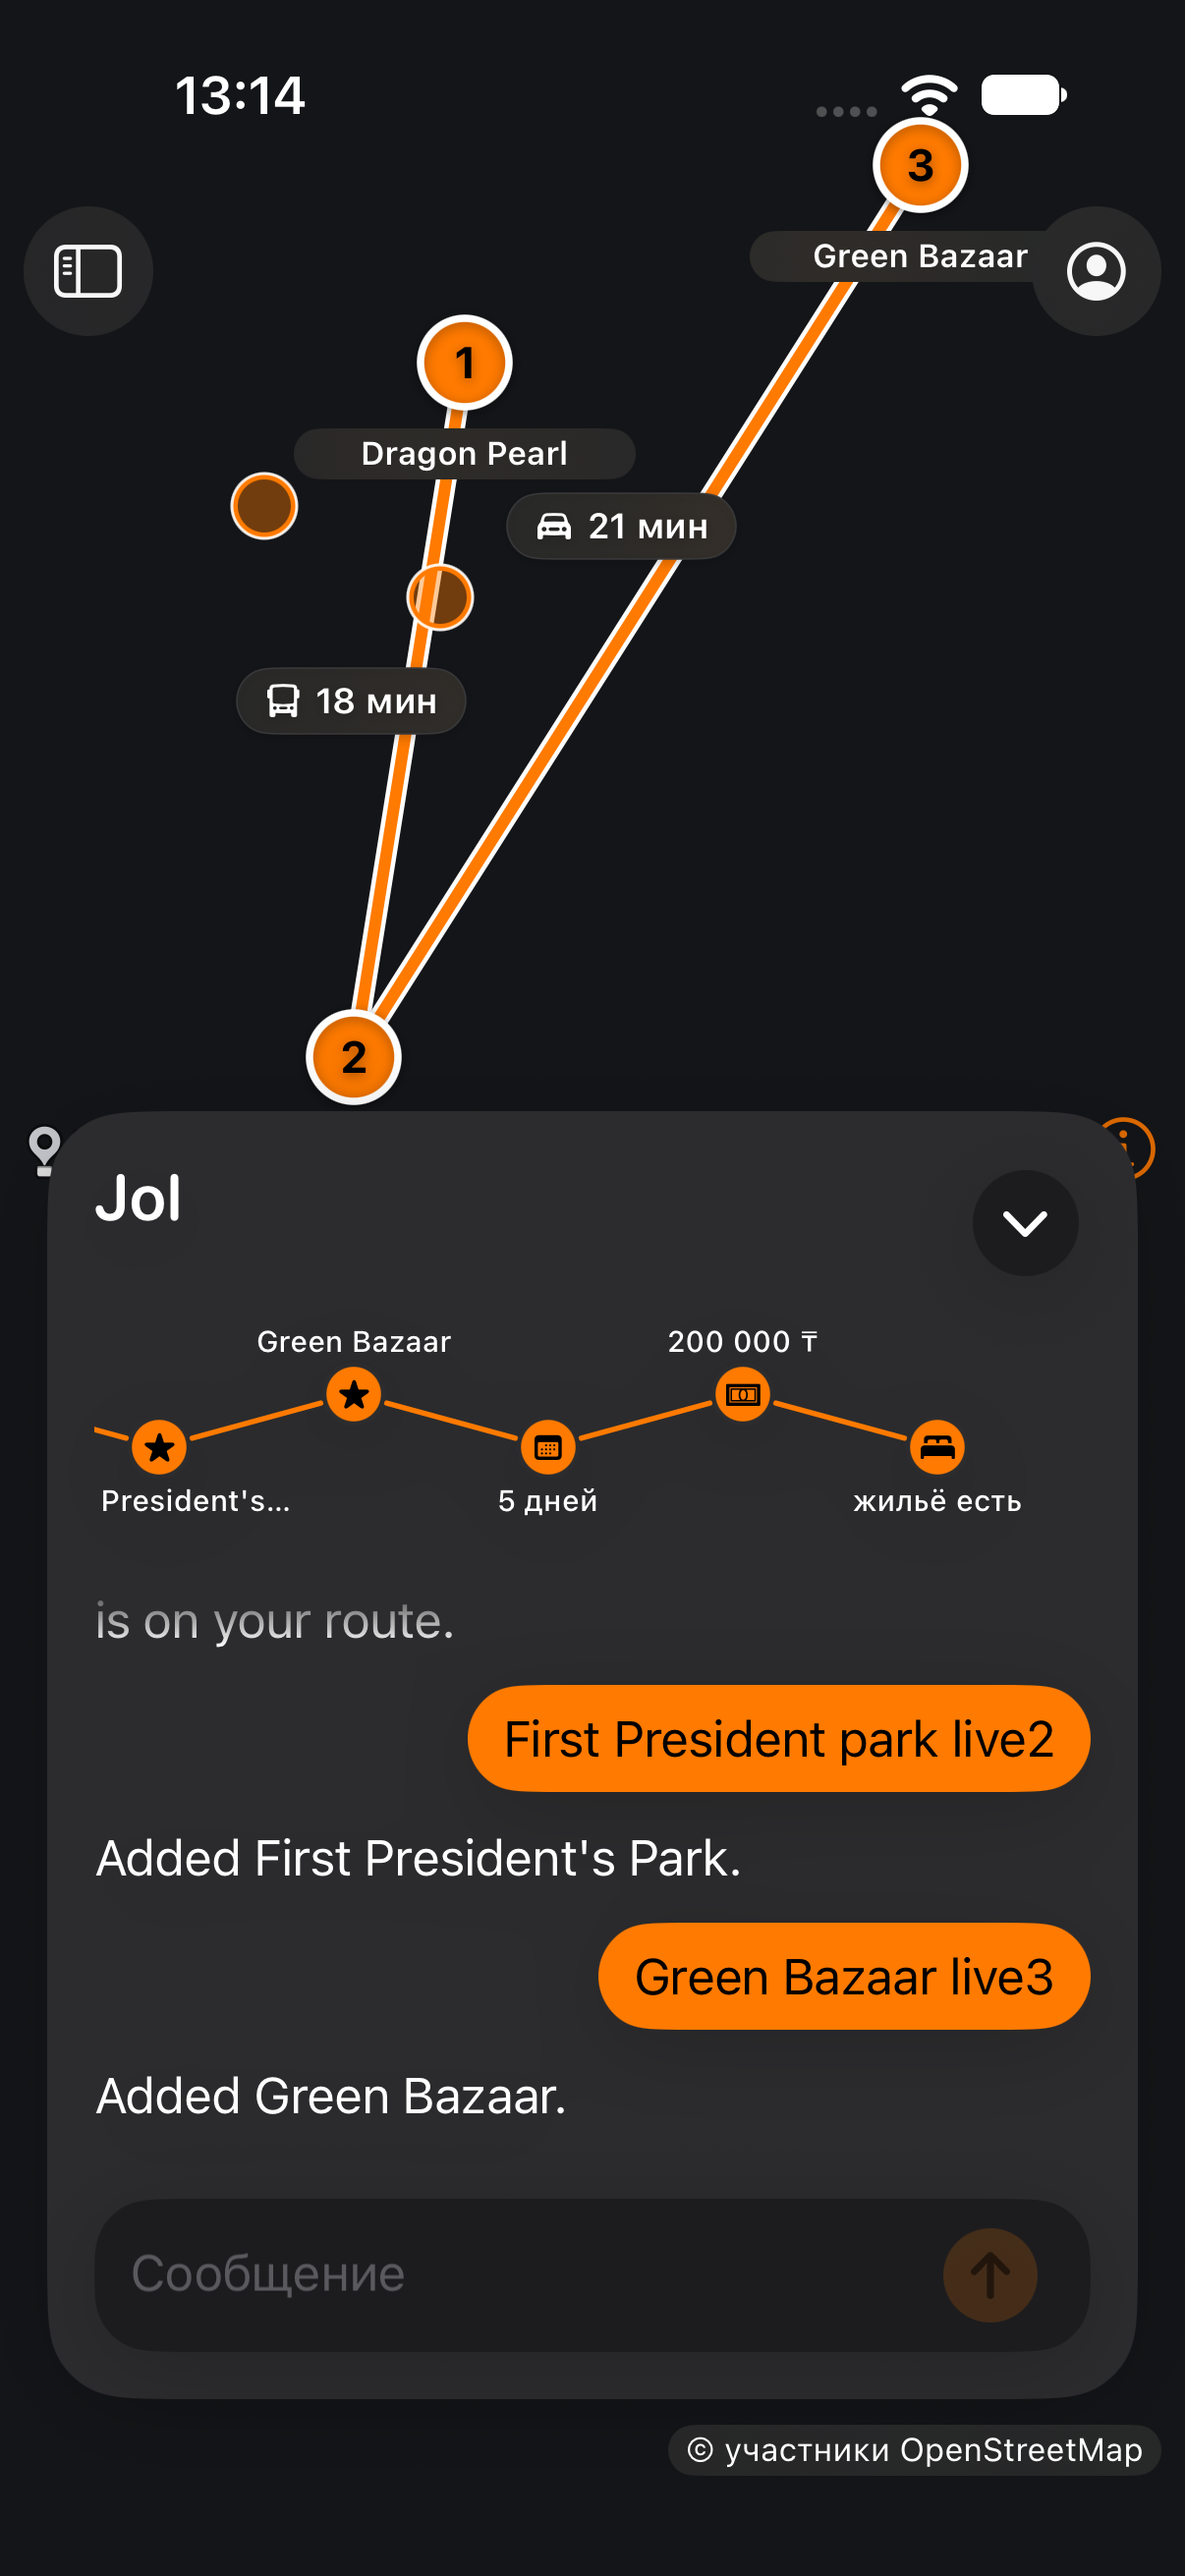 13:14
3
Green Bazaar
1
Dragon Pearl
21 мин
18 мин
2
Jol
Green Bazaar
200 000 ₸
President's...
5 дней
жильё есть
is on your route.
First President park live2
Added First President's Park.
Green Bazaar live3
Added Green Bazaar.
Сообщение
© участники OpenStreetMap